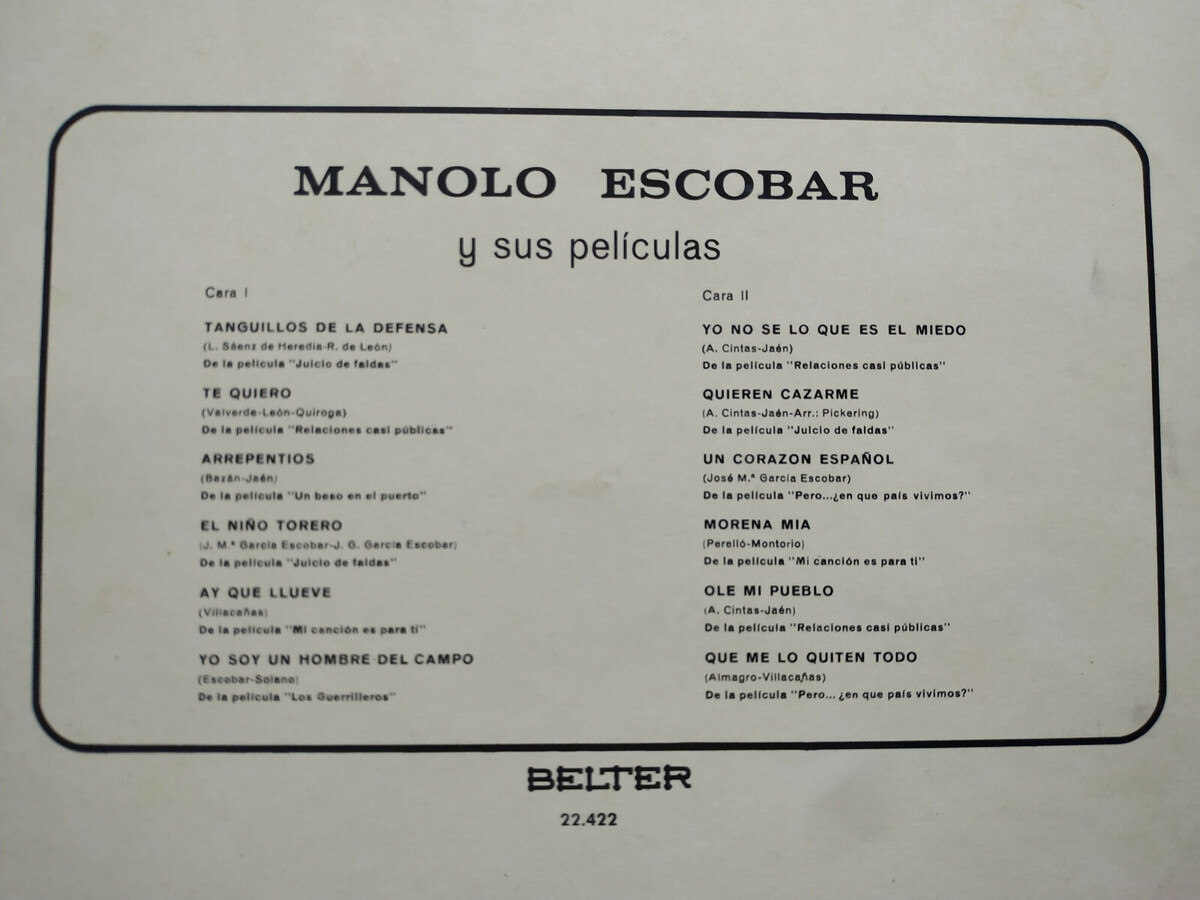 MANOLO ESCOBAR
y sus películas
Cara I
TANGUILLOS DE LA DEFENSA
(L. Sáenz de Heredia-R. de León)
De la película "Juicio de faldas"
TE QUIERO
(Valverde-León-Quiroga)
De la película "Relaciones casi públicas"
ARREPENTIOS
(Bazán-Jaén)
De la película "Un beso en el puerto"
EL NIÑO TORERO
(J. M.ª García Escobar-J. G. García Escobar)
De la película "Juicio de faldas"
AY QUE LLUEVE
(Villacañas)
De la película "Mi canción es para ti"
YO SOY UN HOMBRE DEL CAMPO
(Escobar-Solano)
De la película "Los Guerrilleros"
Cara II
YO NO SE LO QUE ES EL MIEDO
(A. Cintas-Jaén)
De la película "Relaciones casi públicas"
QUIEREN CAZARME
(A. Cintas-Jaén-Arr.: Pickering)
De la película "Juicio de faldas"
UN CORAZON ESPAÑOL
(José M.ª García Escobar)
De la película "Pero...¿en que país vivimos?"
MORENA MIA
(Perelló-Montorio)
De la película "Mi canción es para ti"
OLE MI PUEBLO
(A. Cintas-Jaén)
De la película "Relaciones casi públicas"
QUE ME LO QUITEN TODO
(Almagro-Villacañas)
De la película "Pero... ¿en que país vivimos?"
BELTER
22.422